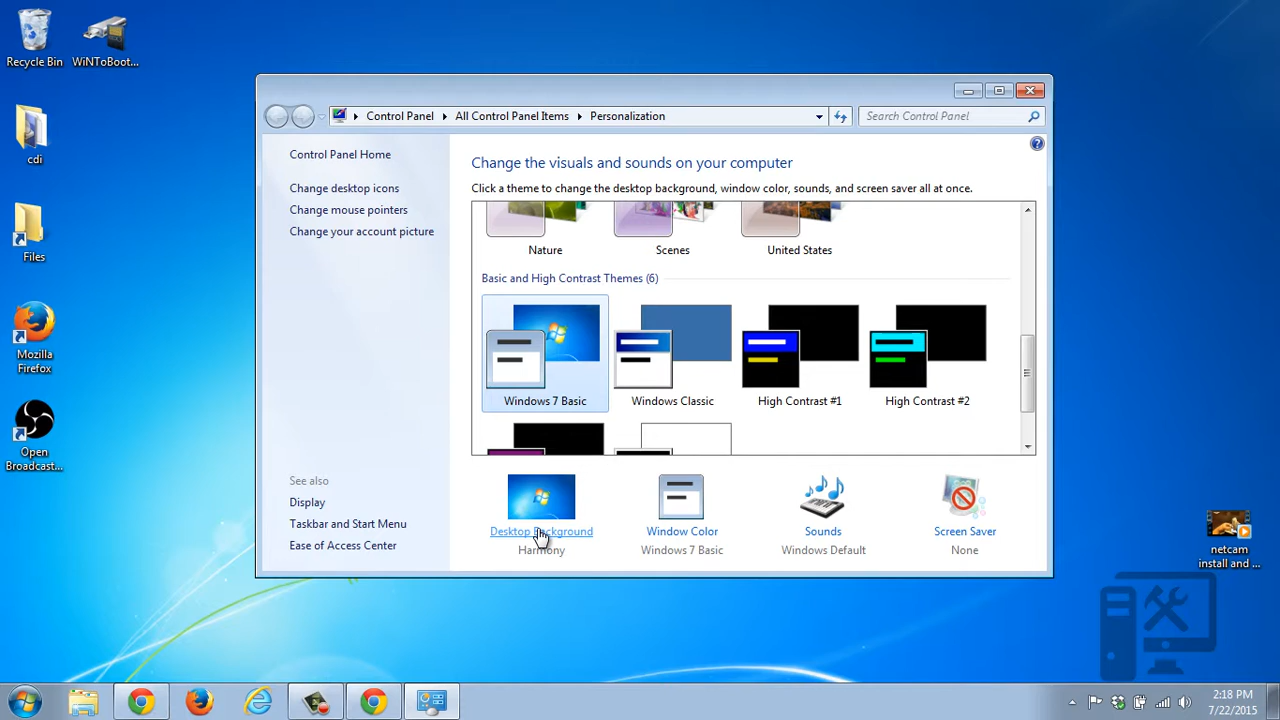 Recycle Bin
WiNToBoot...
cdi
Files
Mozilla
Firefox
Open
Broadcast...
Control Panel
All Control Panel Items
Personalization
Search Control Panel
Control Panel Home
Change desktop icons
Change mouse pointers
Change your account picture
See also
Display
Taskbar and Start Menu
Ease of Access Center
Change the visuals and sounds on your computer
Click a theme to change the desktop background, window color, sounds, and screen saver all at once.
Nature
Scenes
United States
Basic and High Contrast Themes (6)
Windows 7 Basic
Windows Classic
High Contrast #1
High Contrast #2
Desktop Background
Harmony
Window Color
Windows 7 Basic
Sounds
Windows Default
Screen Saver
None
netcam
install and ...
2:18 PM
7/22/2015